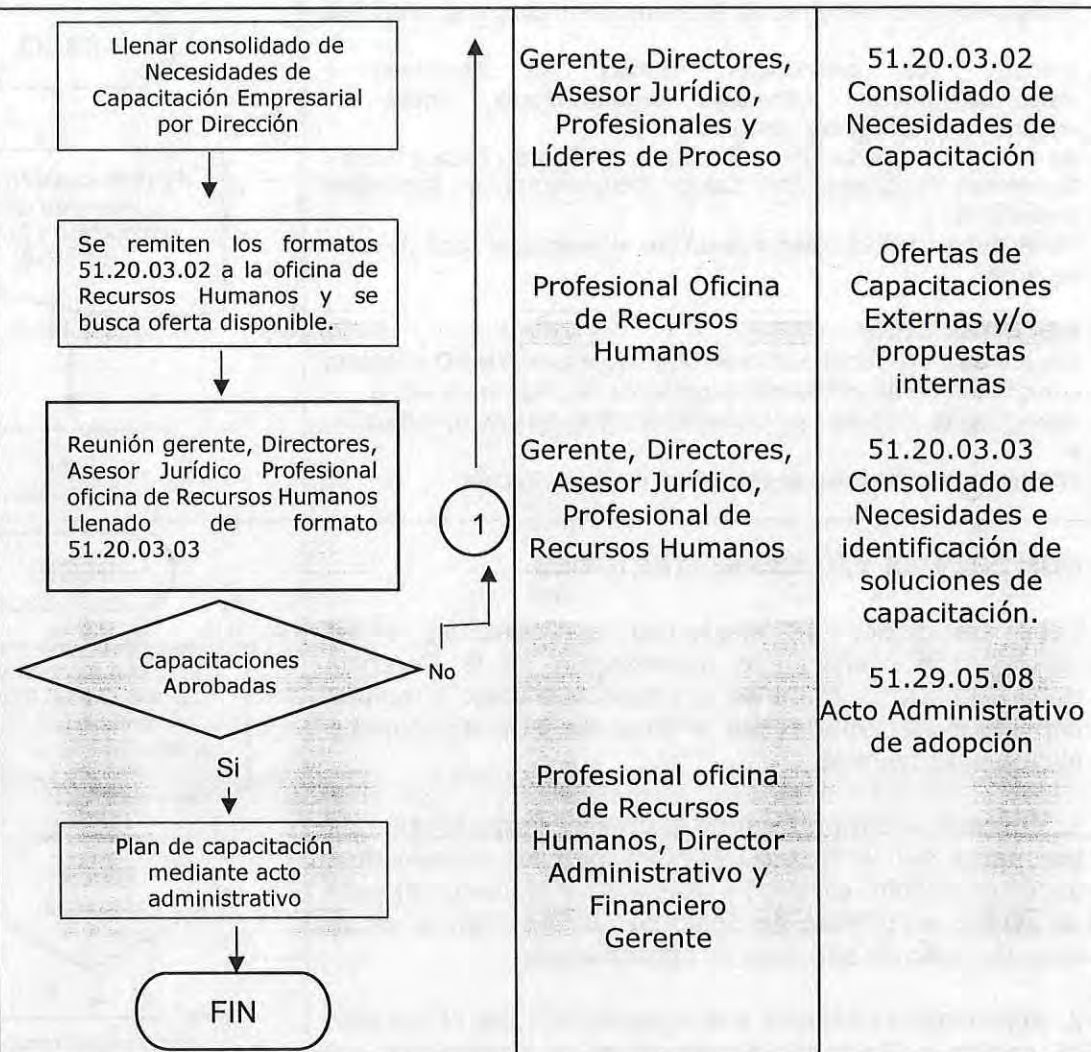 Llenar consolidado de
Necesidades de
Capacitación Empresarial
por Dirección
Gerente, Directores,
Asesor Jurídico,
Profesionales y
Líderes de Proceso
51.20.03.02
Consolidado de
Necesidades de
Capacitación
Se remiten los formatos
51.20.03.02 a la oficina de
Recursos Humanos y se
busca oferta disponible.
Profesional Oficina
de Recursos
Humanos
Ofertas de
Capacitaciones
Externas y/o
propuestas
internas
Reunión gerente, Directores,
Asesor Jurídico Profesional
oficina de Recursos Humanos
Llenado de formato
51.20.03.03
1
Gerente, Directores,
Asesor Jurídico,
Profesional de
Recursos Humanos
51.20.03.03
Consolidado de
Necesidades e
identificación de
soluciones de
capacitación.
Capacitaciones
Aprobadas
No
Si
51.29.05.08
Acto Administrativo
de adopción
Plan de capacitación
mediante acto
administrativo
Profesional oficina
de Recursos
Humanos, Director
Administrativo y
Financiero
Gerente
FIN